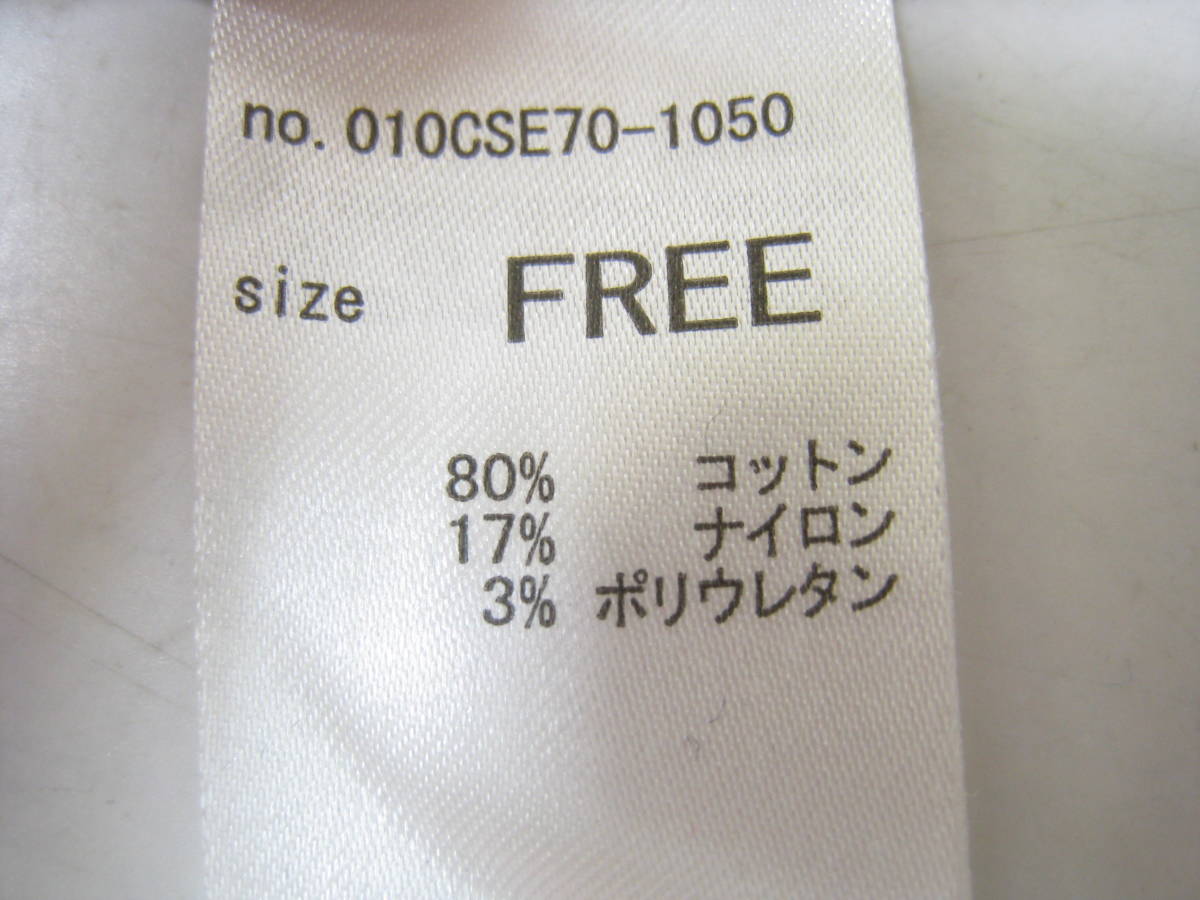 no. 010CSE70-1050
size FREE
80% コットン
17% ナイロン
3% ポリウレタン